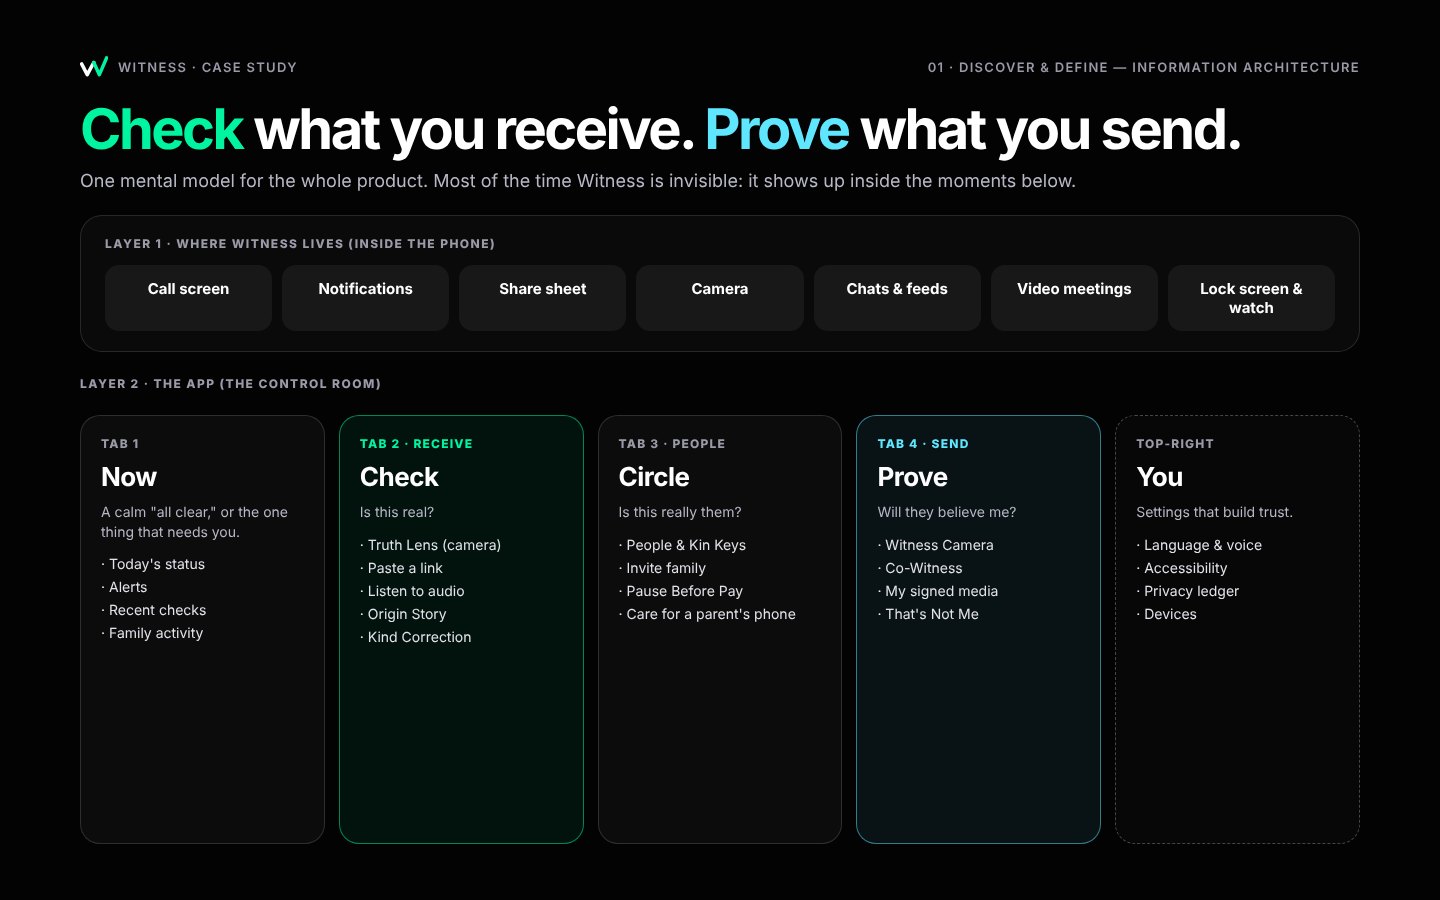 WITNESS · CASE STUDY
01 · DISCOVER & DEFINE — INFORMATION ARCHITECTURE
Check what you receive. Prove what you send.
One mental model for the whole product. Most of the time Witness is invisible: it shows up inside the moments below.
LAYER 1 · WHERE WITNESS LIVES (INSIDE THE PHONE)
Call screen
Notifications
Share sheet
Camera
Chats & feeds
Video meetings
Lock screen &
watch
LAYER 2 · THE APP (THE CONTROL ROOM)
TAB 1
Now
A calm "all clear," or the one
thing that needs you.
· Today's status
· Alerts
· Recent checks
· Family activity
TAB 2 · RECEIVE
Check
Is this real?
· Truth Lens (camera)
· Paste a link
· Listen to audio
· Origin Story
· Kind Correction
TAB 3 · PEOPLE
Circle
Is this really them?
· People & Kin Keys
· Invite family
· Pause Before Pay
· Care for a parent's phone
TAB 4 · SEND
Prove
Will they believe me?
· Witness Camera
· Co-Witness
· My signed media
· That's Not Me
TOP-RIGHT
You
Settings that build trust.
· Language & voice
· Accessibility
· Privacy ledger
· Devices